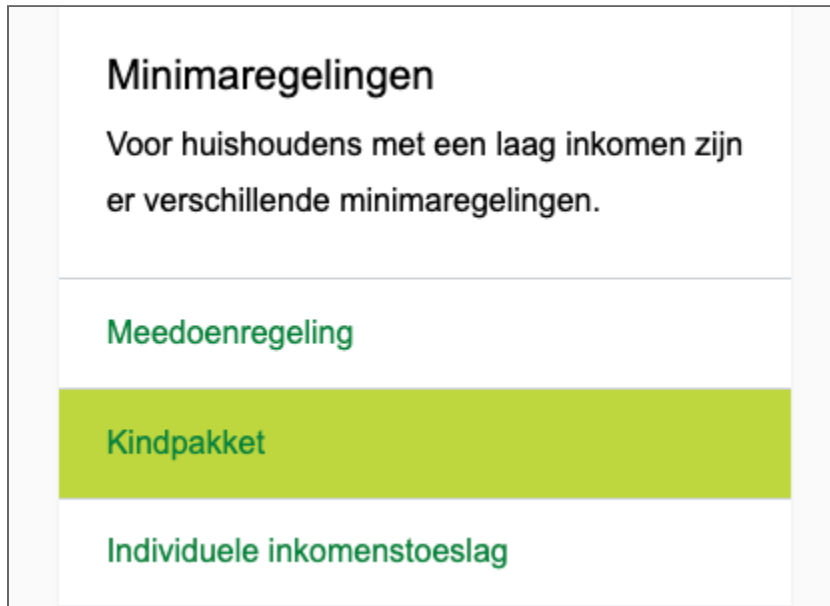 Minimaregelingen
Voor huishoudens met een laag inkomen zijn
er verschillende minimaregelingen.
Meedoenregeling
Kindpakket
Individuele inkomenstoeslag